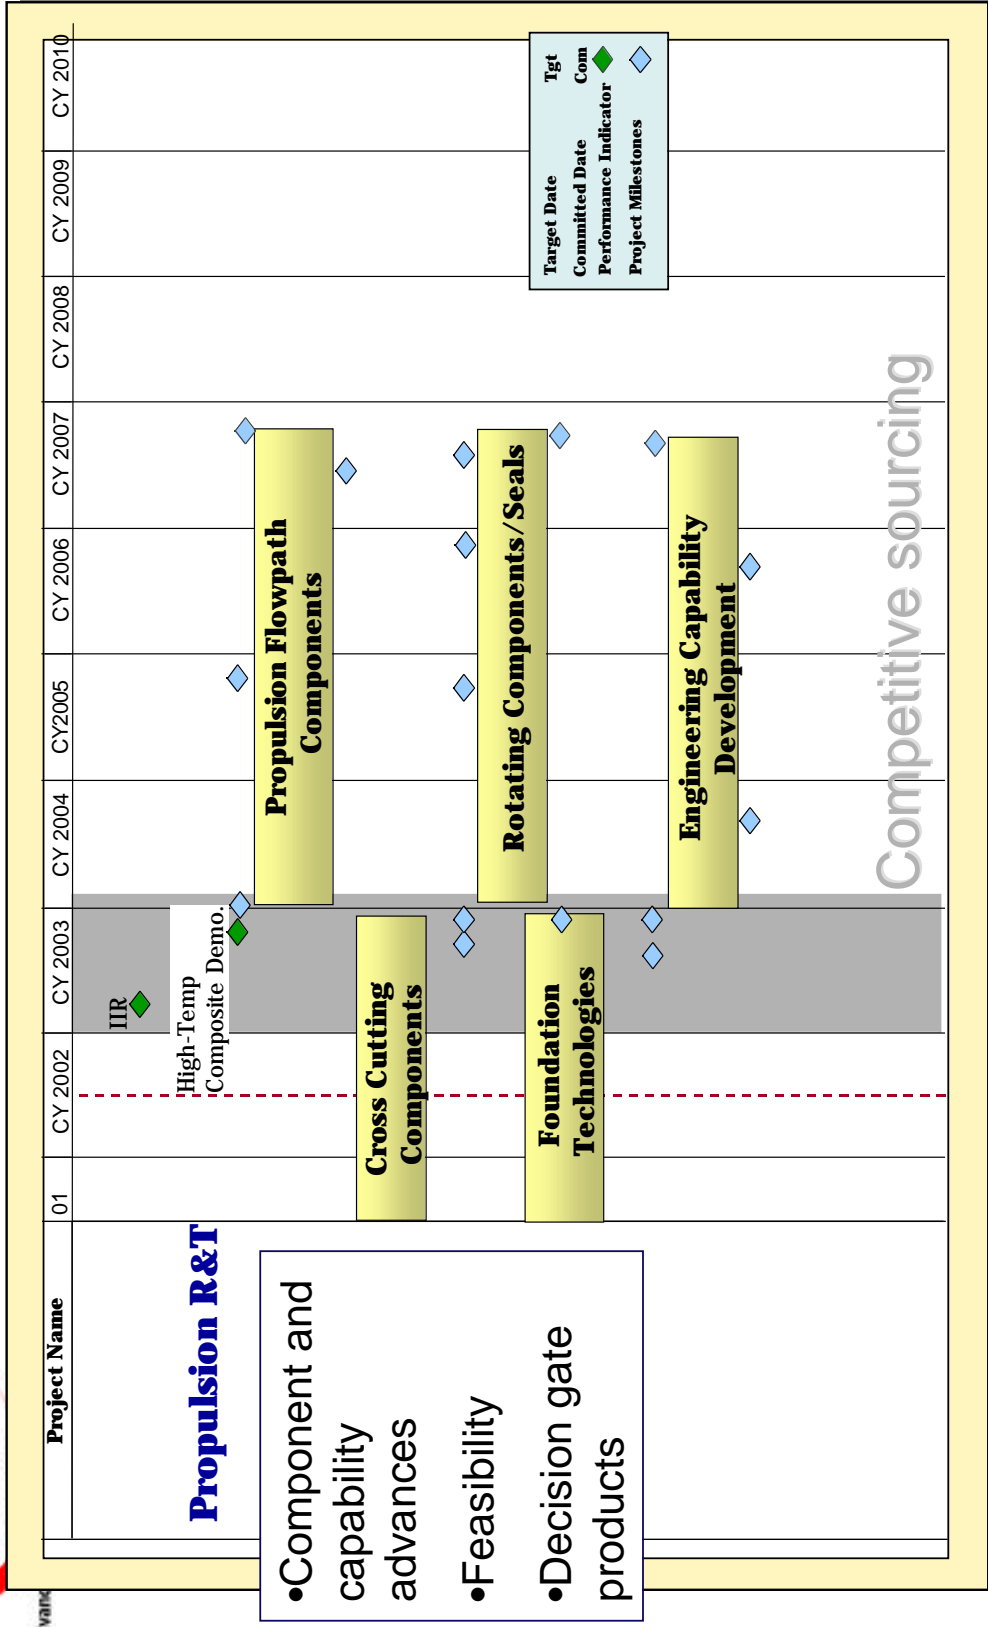 Project Name
01
CY 2002
CY 2003
CY 2004
CY2005
CY 2006
CY 2007
CY 2008
CY 2009
CY 2010
IIR
Propulsion R&T
High-Temp
Composite Demo.
Propulsion Flowpath
Components
•Component and
capability
advances
•Feasibility
•Decision gate
products
Cross Cutting
Components
Rotating Components/Seals
Foundation
Technologies
Engineering Capability
Development
Target Date Tgt
Committed Date Com
Performance Indicator
Project Milestones
Competitive sourcing